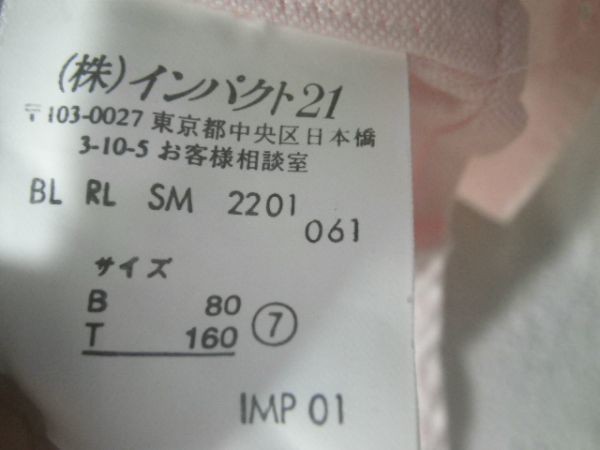 (株)インパクト21
〒103-0027 東京都中央区日本橋
3-10-5 お客様相談室
BL RL SM 2201
061
サイズ
B 80
T 160 ⑦
IMP 01